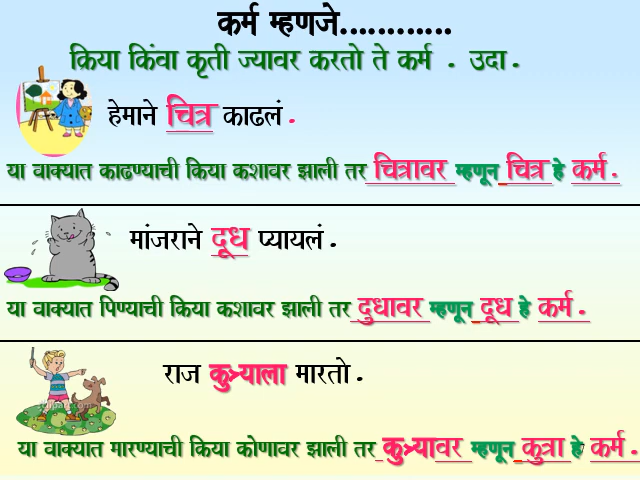 कर्म म्हणजे............
क्रिया किंवा कृती ज्यावर करतो ते कर्म . उदा.
हेमाने चित्र काढलं.
या वाक्यात काढण्याची क्रिया कशावर झाली तर चित्रावर म्हणून चित्र हे कर्म.
मांजराने दूध प्यायलं.
या वाक्यात पिण्याची क्रिया कशावर झाली तर दुधावर म्हणून दूध हे कर्म.
राज कुत्र्याला मारतो.
या वाक्यात मारण्याची क्रिया कोणावर झाली तर कुत्र्यावर म्हणून कुत्रा हे कर्म.